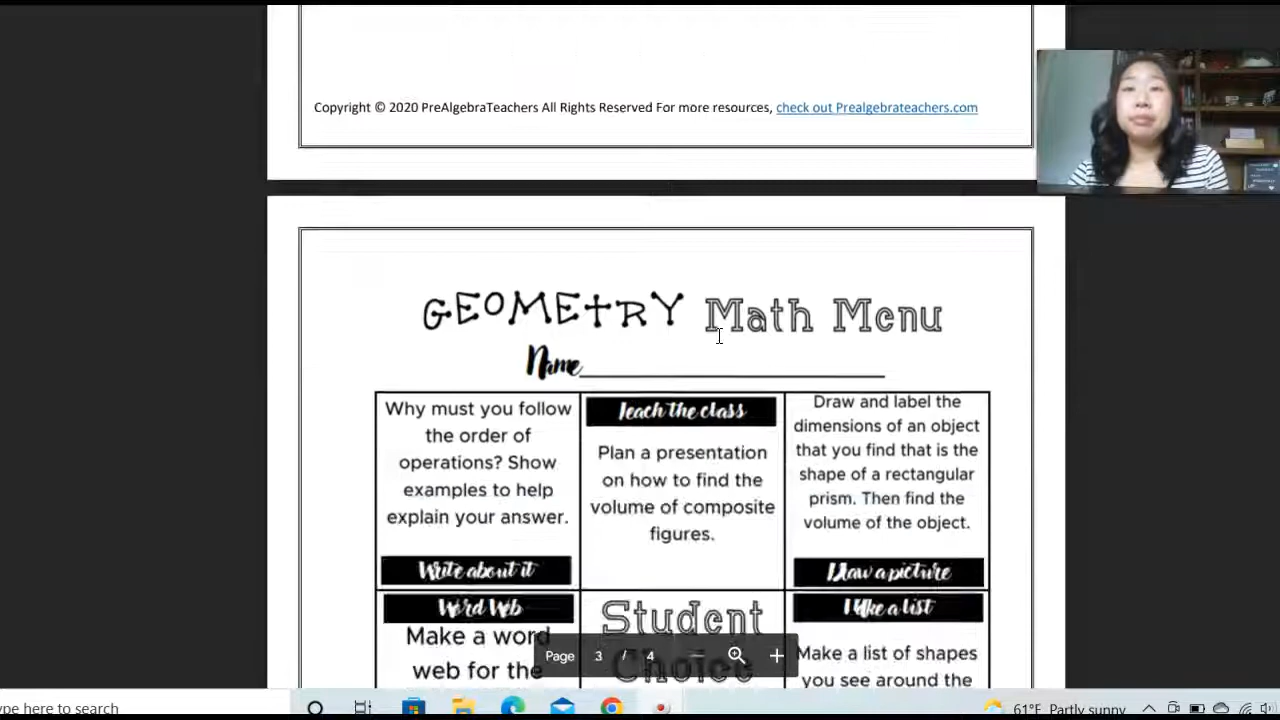 Copyright © 2020 PreAlgebraTeachers All Rights Reserved For more resources, check out Prealgebrateachers.com
GEOMETRY Math Menu
Name
Why must you follow
the order of
operations? Show
examples to help
explain your answer.
Write about it
Teach the class
Plan a presentation
on how to find the
volume of composite
figures.
Draw and label the
dimensions of an object
that you find that is the
shape of a rectangular
prism. Then find the
volume of the object.
Draw a picture
Word Web
Make a word
web for the
Student
Choice
Make a list
Make a list of shapes
you see around the
Page 3 / 4
ype here to search
61°F Partly sunny